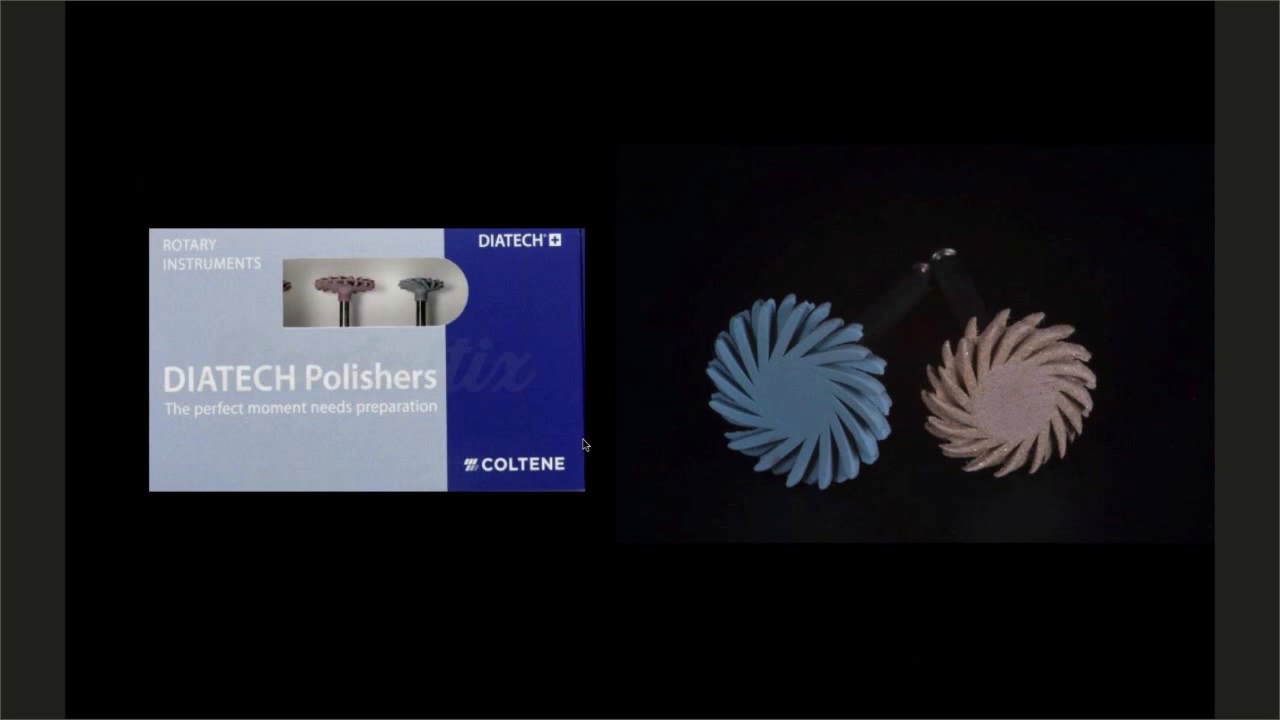 ROTARY
INSTRUMENTS
DIATECH
DIATECH Polishers
The perfect moment needs preparation
COLTENE